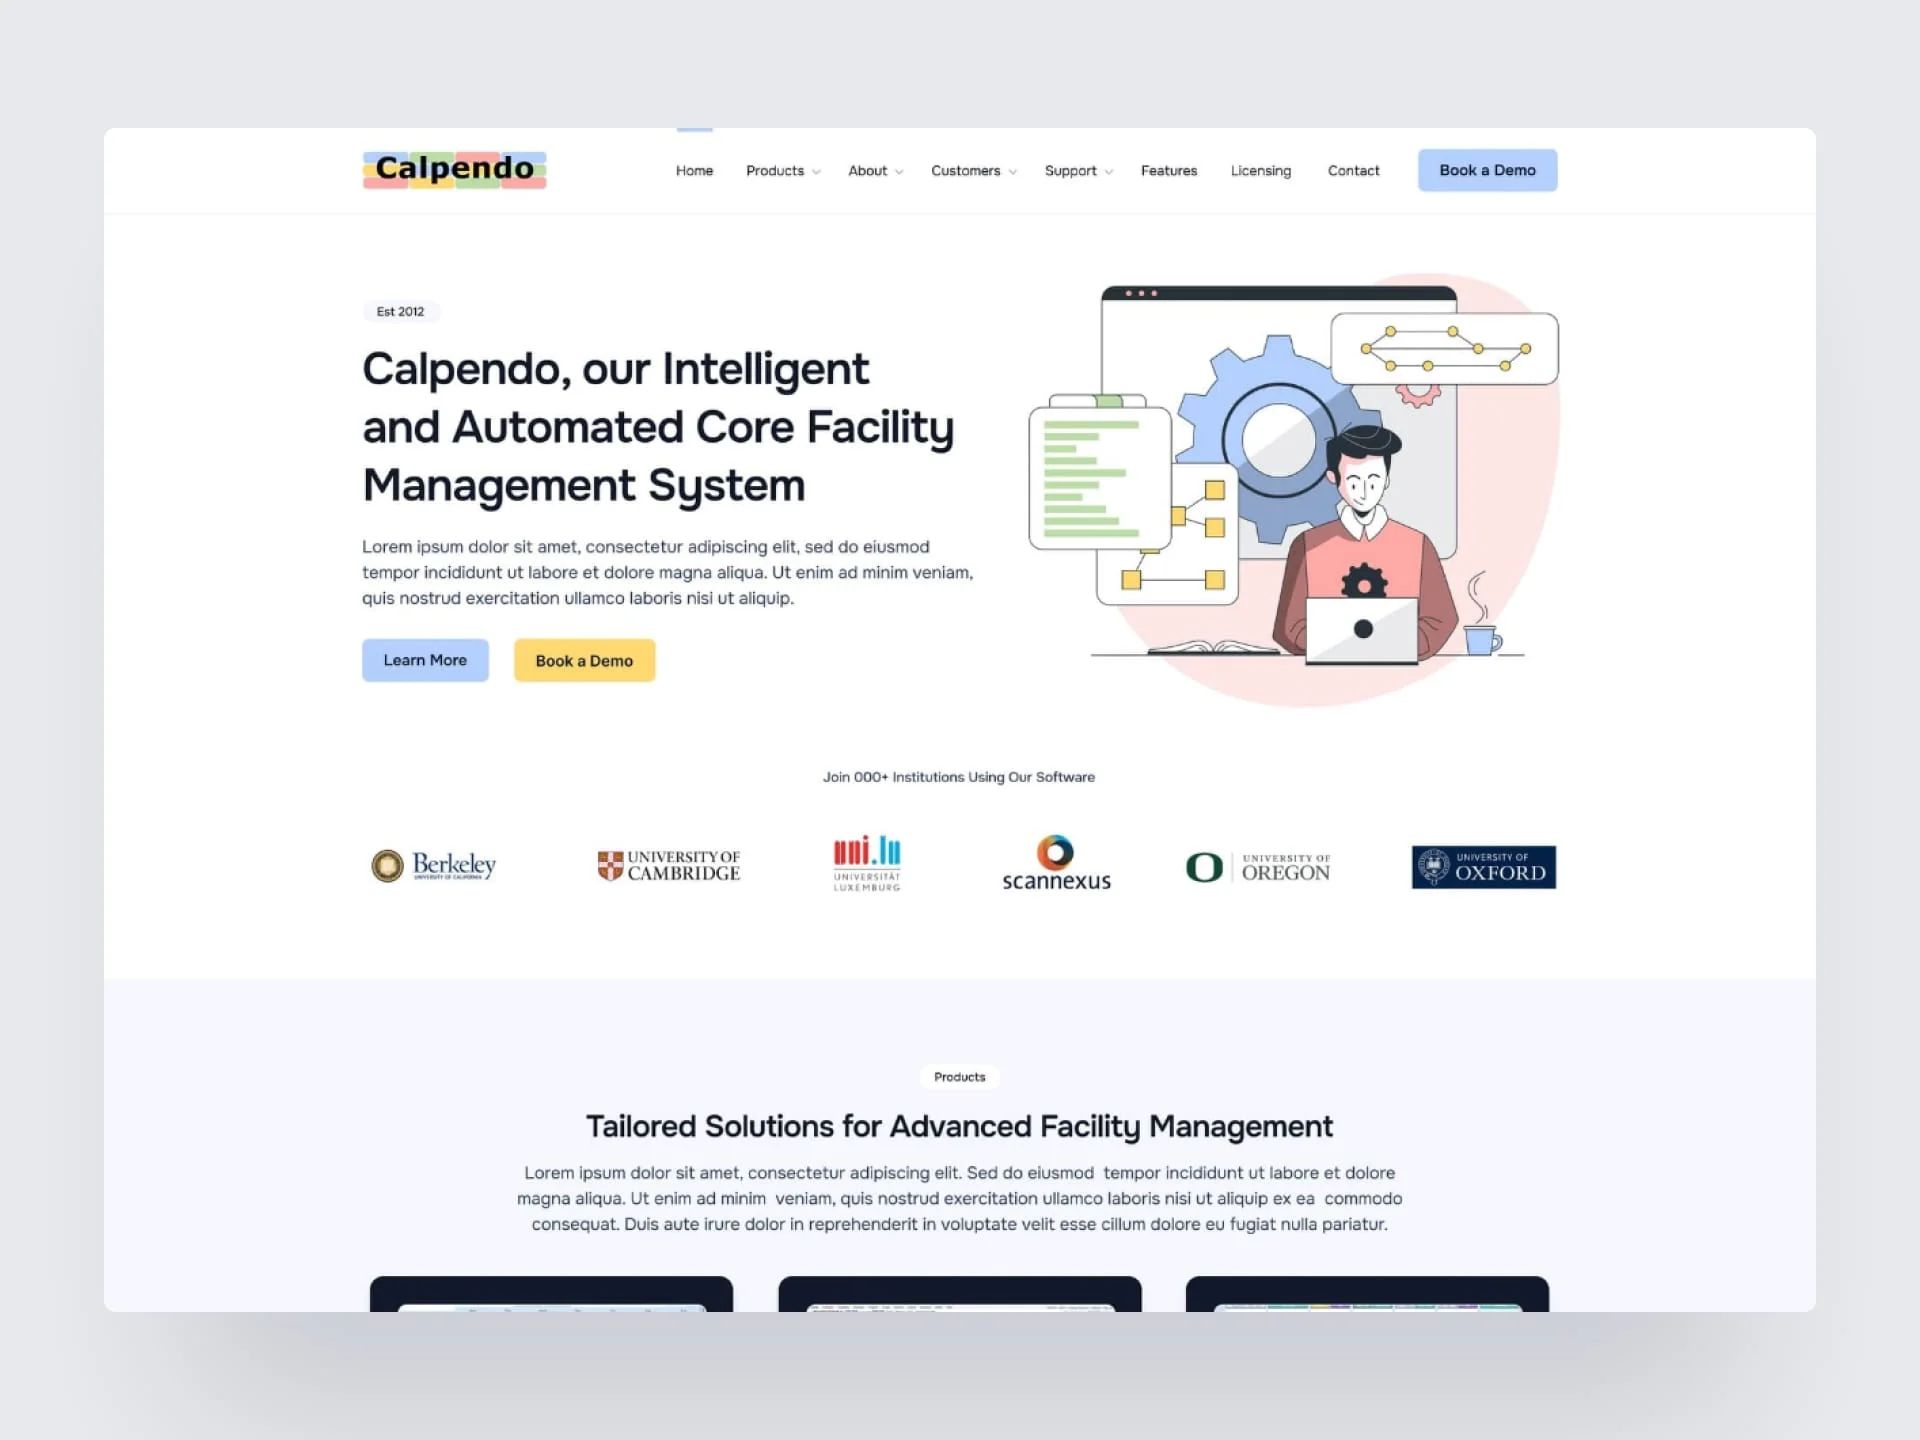 Calpendo
Home Products About Customers Support Features Licensing Contact Book a Demo
Est 2012
Calpendo, our Intelligent
and Automated Core Facility
Management System
Lorem ipsum dolor sit amet, consectetur adipiscing elit, sed do eiusmod
tempor incididunt ut labore et dolore magna aliqua. Ut enim ad minim veniam,
quis nostrud exercitation ullamco laboris nisi ut aliquip.
Learn More Book a Demo
Join 000+ Institutions Using Our Software
Berkeley
UNIVERSITY OF CALIFORNIA
UNIVERSITY OF
CAMBRIDGE
uni.lu
UNIVERSITÄT
LUXEMBURG
scannexus
O
UNIVERSITY OF
OREGON
UNIVERSITY OF
OXFORD
Products
Tailored Solutions for Advanced Facility Management
Lorem ipsum dolor sit amet, consectetur adipiscing elit. Sed do eiusmod tempor incididunt ut labore et dolore
magna aliqua. Ut enim ad minim veniam, quis nostrud exercitation ullamco laboris nisi ut aliquip ex ea commodo
consequat. Duis aute irure dolor in reprehenderit in voluptate velit esse cillum dolore eu fugiat nulla pariatur.